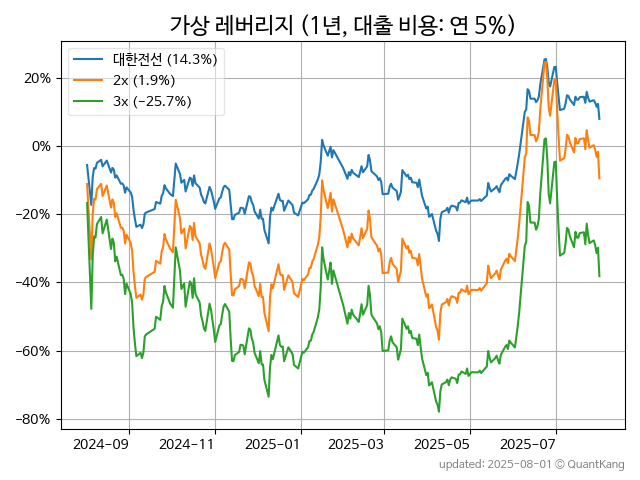 가상 레버리지 (1년, 대출 비용: 연 5%)
대한전선 (14.3%)
2x (1.9%)
3x (−25.7%)
20%
0%
−20%
−40%
−60%
−80%
2024-09 2024-11 2025-01 2025-03 2025-05 2025-07
updated: 2025-08-01 © QuantKang